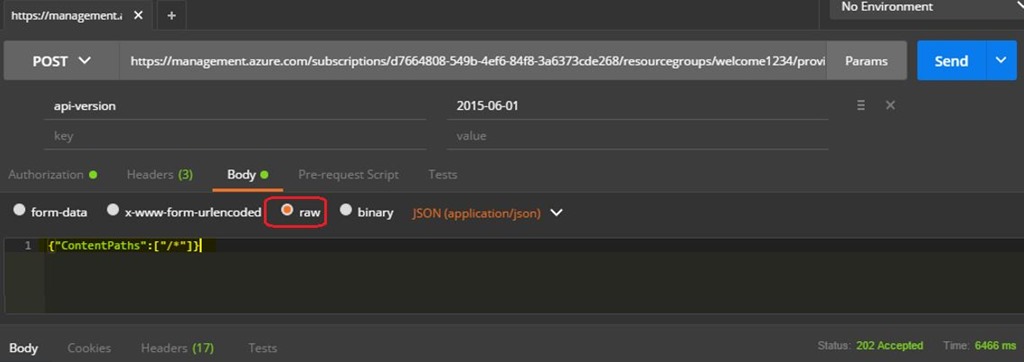 https://management.a × +
No Environment
POST https://management.azure.com/subscriptions/d7664808-549b-4ef6-84f8-3a6373cde268/resourcegroups/welcome1234/provi Params Send
api-version 2015-06-01
key value
Authorization Headers (3) Body Pre-request Script Tests
form-data x-www-form-urlencoded raw binary JSON (application/json)
1 {"ContentPaths":["/*"]}
Body Cookies Headers (17) Tests Status: 202 Accepted Time: 6466 ms